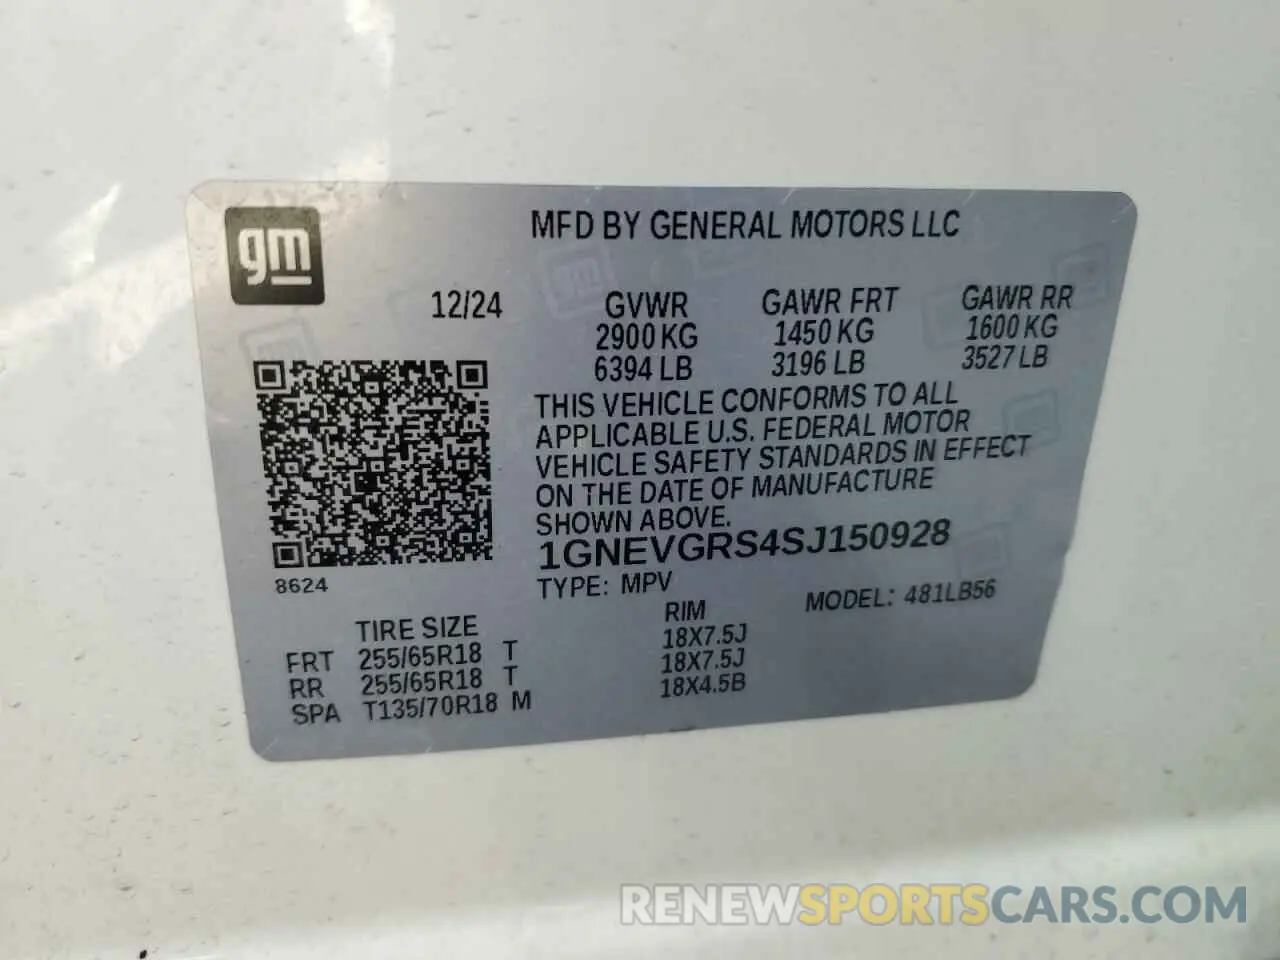 gm
MFD BY GENERAL MOTORS LLC
12/24 GVWR GAWR FRT GAWR RR
2900 KG 1450 KG 1600 KG
6394 LB 3196 LB 3527 LB
THIS VEHICLE CONFORMS TO ALL
APPLICABLE U.S. FEDERAL MOTOR
VEHICLE SAFETY STANDARDS IN EFFECT
ON THE DATE OF MANUFACTURE
SHOWN ABOVE.
1GNEVGRS4SJ150928
8624
TYPE: MPV MODEL: 481LB56
TIRE SIZE RIM
FRT 255/65R18 T 18X7.5J
RR 255/65R18 T 18X7.5J
SPA T135/70R18 M 18X4.5B
RENEWSPORTSCARS.COM